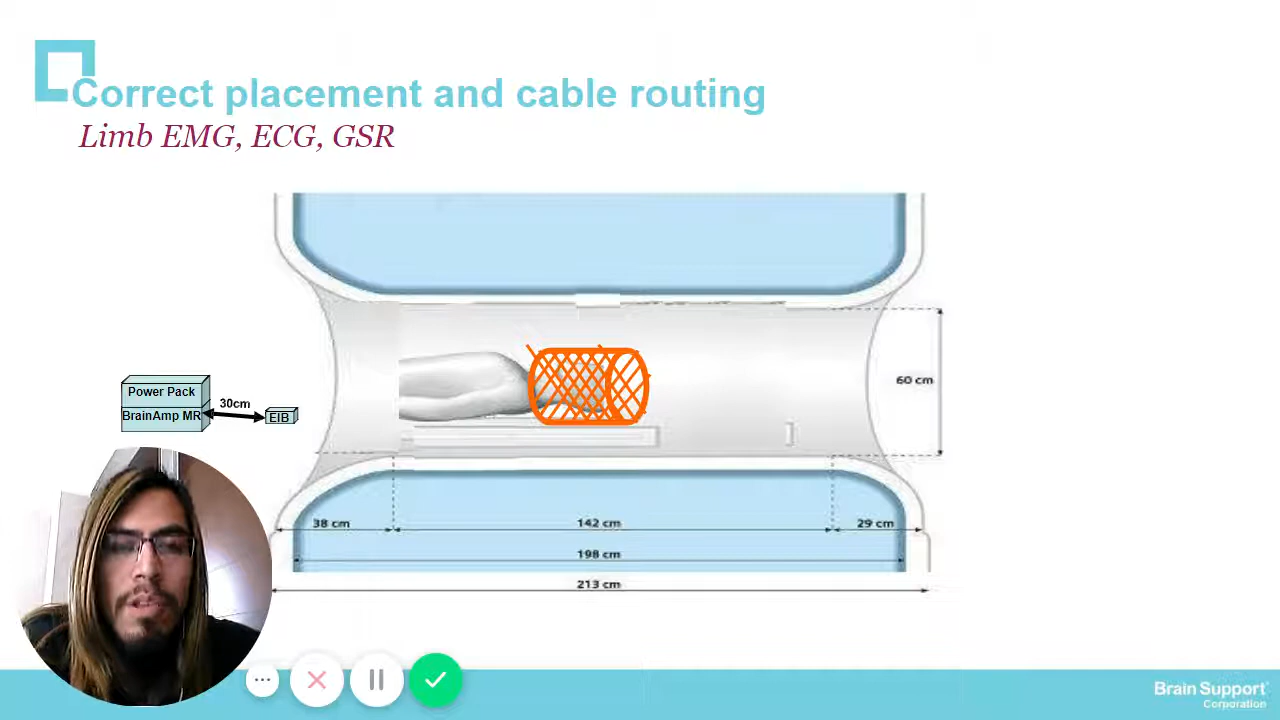 Correct placement and cable routing
Limb EMG, ECG, GSR
Power Pack
BrainAmp MR
30cm
EIB
60 cm
38 cm
142 cm
29 cm
198 cm
213 cm
Brain Support
Corporation